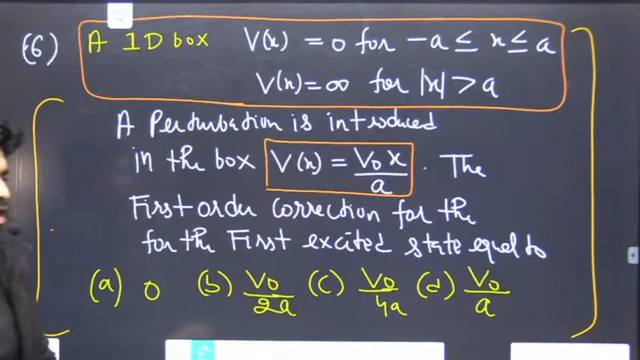 (6) A 1D box V(x) = 0 for -a ≤ x ≤ a
V(x) = ∞ for |x| > a
A Perturbation is introduced
in the box V(x) = V₀x/a . The
First order correction for the
for the First excited state equal to
(a) 0 (b) V₀/2a (c) V₀/4a (d) V₀/a